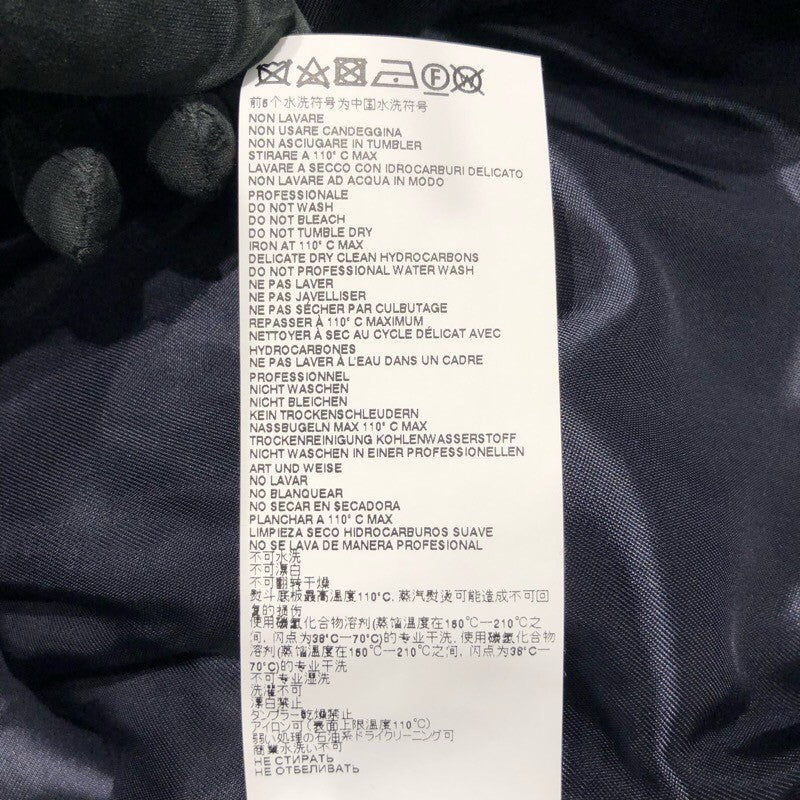 前6个水洗符号为中国水洗符号
NON LAVARE
NON USARE CANDEGGINA
NON ASCIUGARE IN TUMBLER
STIRARE A 110° C MAX
LAVARE A SECCO CON IDROCARBURI DELICATO
NON LAVARE AD ACQUA IN MODO
PROFESSIONALE
DO NOT WASH
DO NOT BLEACH
DO NOT TUMBLE DRY
IRON AT 110° C MAX
DELICATE DRY CLEAN HYDROCARBONS
DO NOT PROFESSIONAL WATER WASH
NE PAS LAVER
NE PAS JAVELLISER
NE PAS SÉCHER PAR CULBUTAGE
REPASSER À 110° C MAXIMUM
NETTOYER À SEC AU CYCLE DÉLICAT AVEC
HYDROCARBONES
NE PAS LAVER À L'EAU DANS UN CADRE
PROFESSIONNEL
NICHT WASCHEN
NICHT BLEICHEN
KEIN TROCKENSCHLEUDERN
NASSBUGELN MAX 110° C MAX
TROCKENREINIGUNG KOHLENWASSERSTOFF
NICHT WASCHEN IN EINER PROFESSIONELLEN
ART UND WEISE
NO LAVAR
NO BLANQUEAR
NO SECAR EN SECADORA
PLANCHAR A 110° C MAX
LIMPIEZA SECO HIDROCARBUROS SUAVE
NO SE LAVA DE MANERA PROFESIONAL
不可水洗
不可漂白
不可翻转干燥
熨斗底板最高温度110°C, 蒸汽熨烫可能造成不可回
复的损伤
使用碳氢化合物溶剂(蒸馏温度在150°C—210°C之
间, 闪点为38°C—70°C)的专业干洗, 使用碳氢化合物
溶剂(蒸馏温度在150°C—210°C之间, 闪点为38°C—
70°C)的专业干洗
不可专业湿洗
洗濯不可
漂白禁止
タンブラー乾燥禁止
アイロン可(表面上限温度110°C)
弱い処理の石油系ドライクリーニング可
商業水洗い不可
НЕ СТИРАТЬ
НЕ ОТБЕЛИВАТЬ